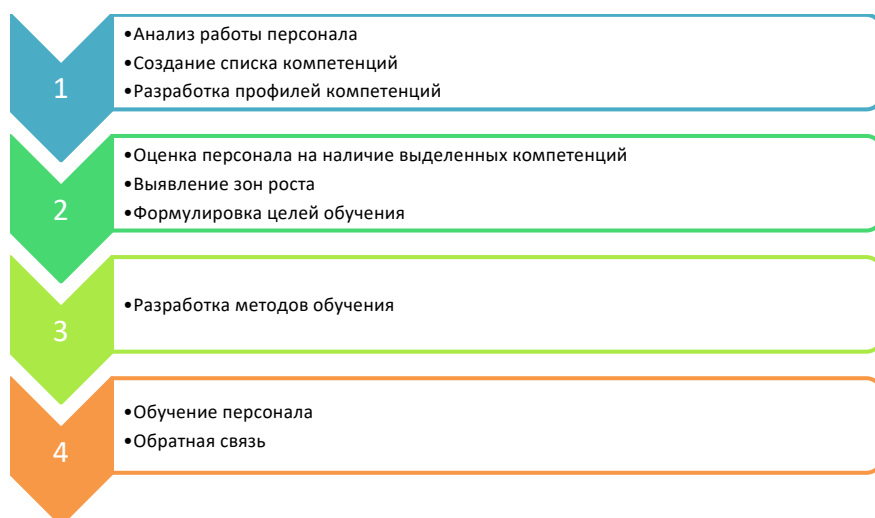 1
•Анализ работы персонала
•Создание списка компетенций
•Разработка профилей компетенций
2
•Оценка персонала на наличие выделенных компетенций
•Выявление зон роста
•Формулировка целей обучения
3
•Разработка методов обучения
4
•Обучение персонала
•Обратная связь